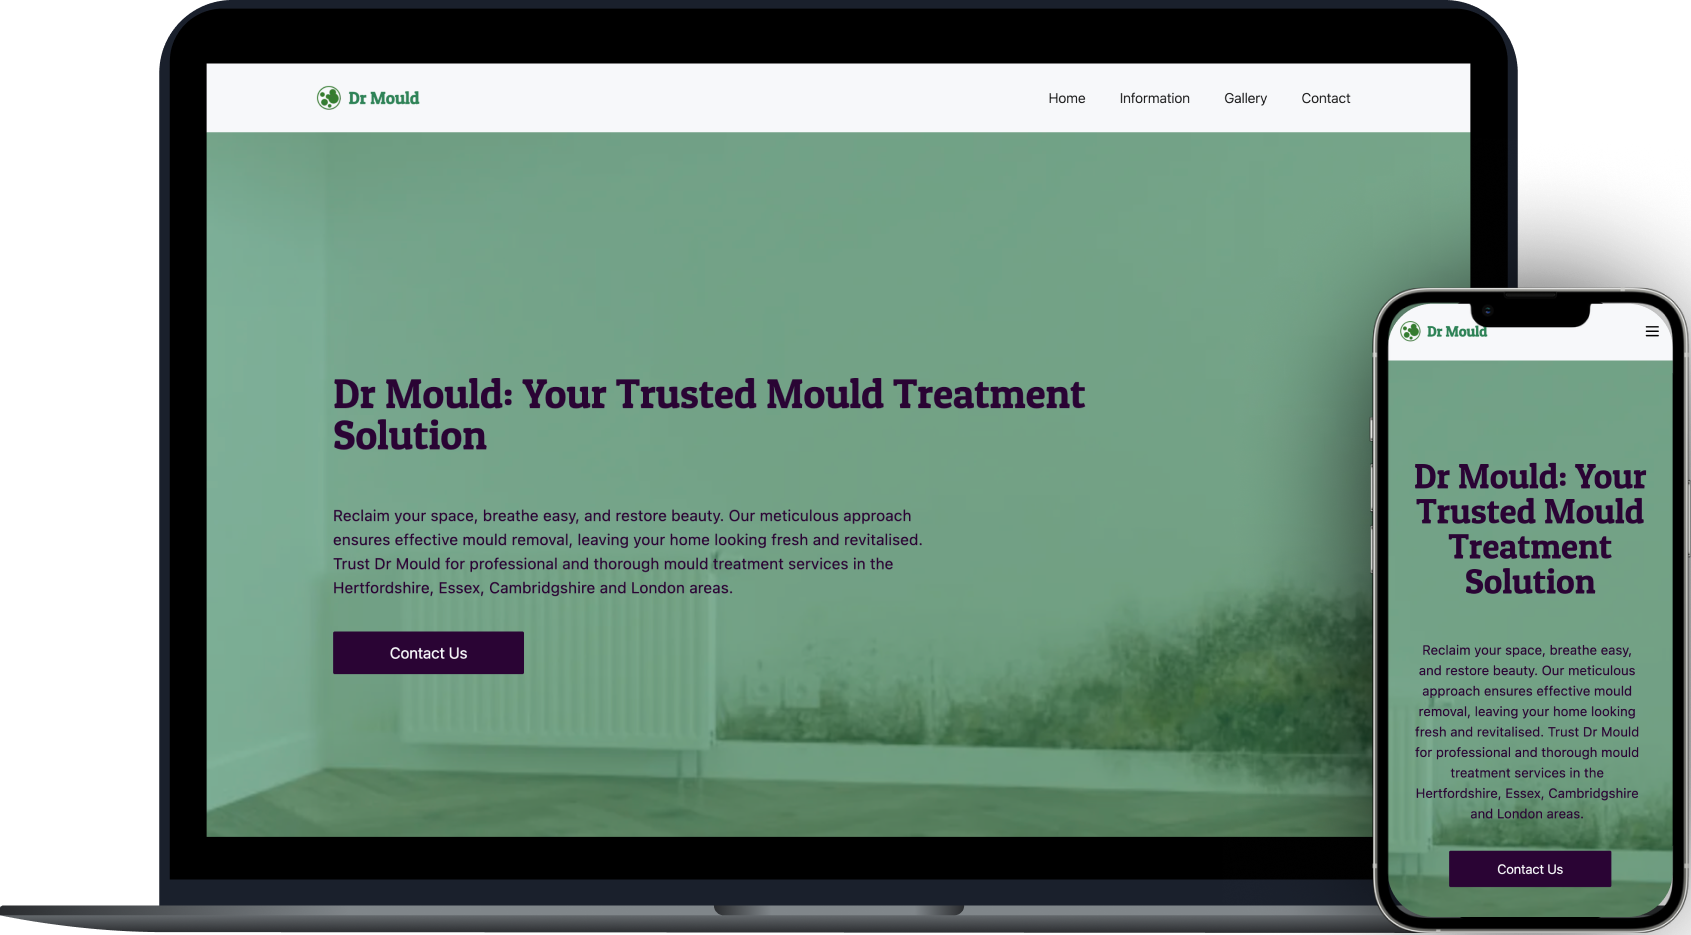 Dr Mould
Home Information Gallery Contact
Dr Mould: Your Trusted Mould Treatment
Solution
Reclaim your space, breathe easy, and restore beauty. Our meticulous approach
ensures effective mould removal, leaving your home looking fresh and revitalised.
Trust Dr Mould for professional and thorough mould treatment services in the
Hertfordshire, Essex, Cambridgshire and London areas.
Contact Us
Dr Mould
Dr Mould: Your
Trusted Mould
Treatment
Solution
Reclaim your space, breathe easy,
and restore beauty. Our meticulous
approach ensures effective mould
removal, leaving your home looking
fresh and revitalised. Trust Dr Mould
for professional and thorough mould
treatment services in the
Hertfordshire, Essex, Cambridgshire
and London areas.
Contact Us